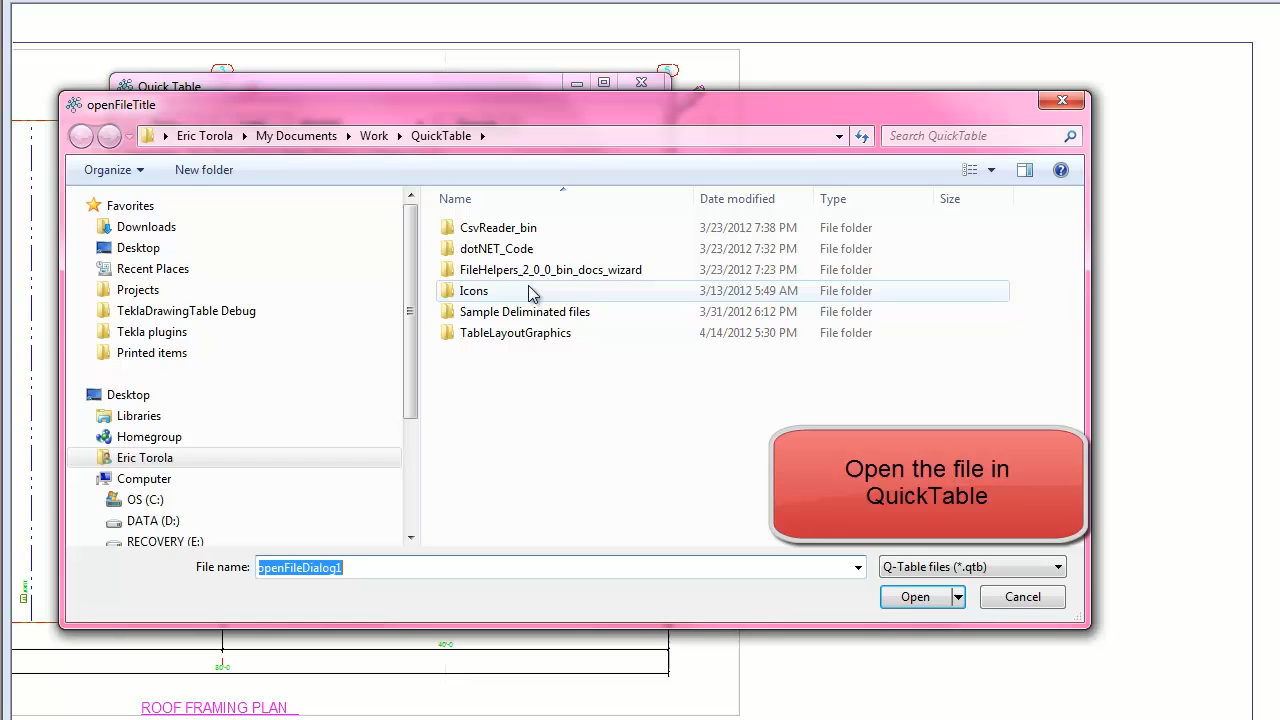 Quick Table
openFileTitle
Eric Torola
My Documents
Work
QuickTable
Search QuickTable
Organize
New folder
Name
Date modified
Type
Size
Favorites
Downloads
Desktop
Recent Places
Projects
TeklaDrawingTable Debug
Tekla plugins
Printed items
Desktop
Libraries
Homegroup
Eric Torola
Computer
OS (C:)
DATA (D:)
RECOVERY (E:)
CsvReader_bin 3/23/2012 7:38 PM File folder
dotNET_Code 3/23/2012 7:32 PM File folder
FileHelpers_2_0_0_bin_docs_wizard 3/23/2012 7:23 PM File folder
Icons 3/13/2012 5:49 AM File folder
Sample Deliminated files 3/31/2012 6:12 PM File folder
TableLayoutGraphics 4/14/2012 5:30 PM File folder
Open the file in
QuickTable
File name: openFileDialog1
Q-Table files (*.qtb)
Open
Cancel
40'-0
80'-0
ROOF FRAMING PLAN